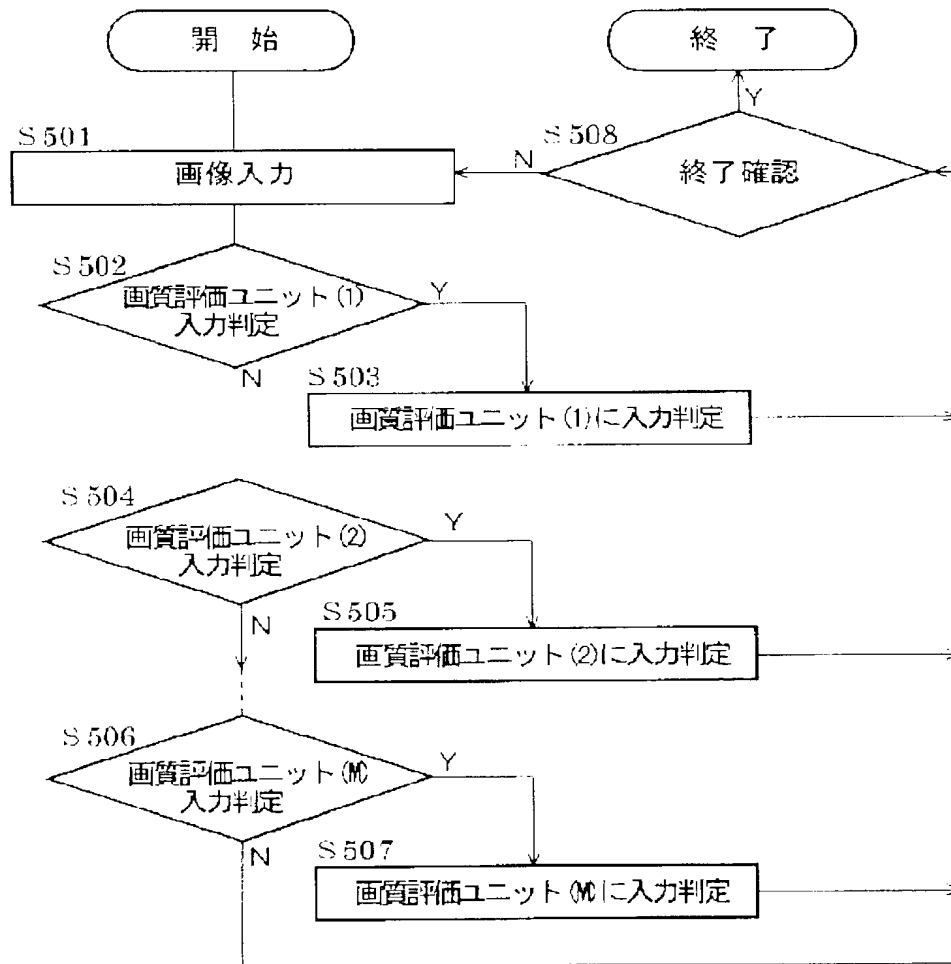 開 始
終 了
S501
画像入力
S508
終了確認
Y
N
S502
画質評価ユニット(1)
入力判定
Y
N
S503
画質評価ユニット(1)に入力判定
S504
画質評価ユニット(2)
入力判定
Y
N
S505
画質評価ユニット(2)に入力判定
S506
画質評価ユニット(M)
入力判定
Y
N
S507
画質評価ユニット(M)に入力判定